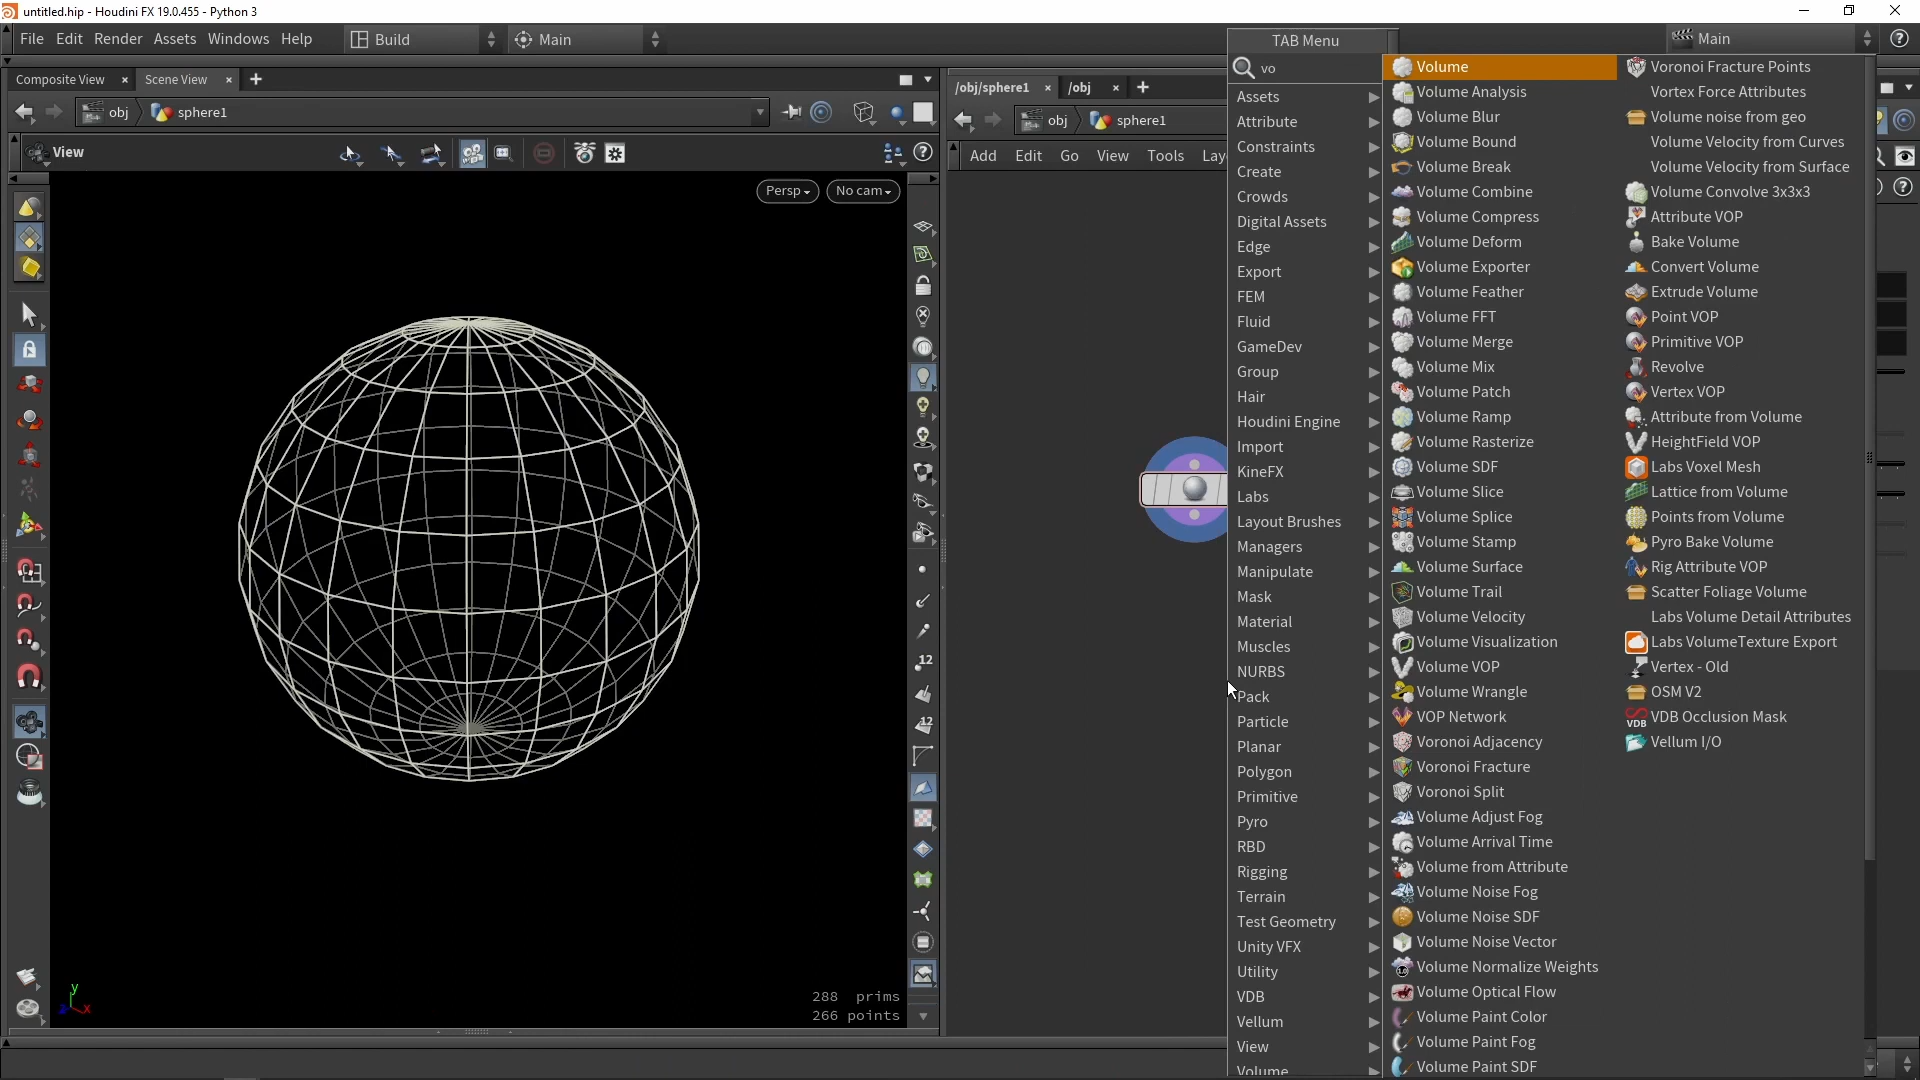 untitled.hip - Houdini FX 19.0.455 - Python 3
File Edit Render Assets Windows Help
Build
Main
Main
Composite View
Scene View
obj
sphere1
View
Persp
No cam
12
12
288 prims
266 points
y
z x
/obj/sphere1
/obj
obj
sphere1
Add Edit Go View Tools Lay
TAB Menu
vo
Assets
Attribute
Constraints
Create
Crowds
Digital Assets
Edge
Export
FEM
Fluid
GameDev
Group
Hair
Houdini Engine
Import
KineFX
Labs
Layout Brushes
Managers
Manipulate
Mask
Material
Muscles
NURBS
Pack
Particle
Planar
Polygon
Primitive
Pyro
RBD
Rigging
Terrain
Test Geometry
Unity VFX
Utility
VDB
Vellum
View
Volume
Volume
Volume Analysis
Volume Blur
Volume Bound
Volume Break
Volume Combine
Volume Compress
Volume Deform
Volume Exporter
Volume Feather
Volume FFT
Volume Merge
Volume Mix
Volume Patch
Volume Ramp
Volume Rasterize
Volume SDF
Volume Slice
Volume Splice
Volume Stamp
Volume Surface
Volume Trail
Volume Velocity
Volume Visualization
Volume VOP
Volume Wrangle
VOP Network
Voronoi Adjacency
Voronoi Fracture
Voronoi Split
Volume Adjust Fog
Volume Arrival Time
Volume from Attribute
Volume Noise Fog
Volume Noise SDF
Volume Noise Vector
Volume Normalize Weights
Volume Optical Flow
Volume Paint Color
Volume Paint Fog
Volume Paint SDF
Voronoi Fracture Points
Vortex Force Attributes
Volume noise from geo
Volume Velocity from Curves
Volume Velocity from Surface
Volume Convolve 3x3x3
Attribute VOP
Bake Volume
Convert Volume
Extrude Volume
Point VOP
Primitive VOP
Revolve
Vertex VOP
Attribute from Volume
HeightField VOP
Labs Voxel Mesh
Lattice from Volume
Points from Volume
Pyro Bake Volume
Rig Attribute VOP
Scatter Foliage Volume
Labs Volume Detail Attributes
Labs VolumeTexture Export
Vertex - Old
OSM V2
VDB Occlusion Mask
Vellum I/O